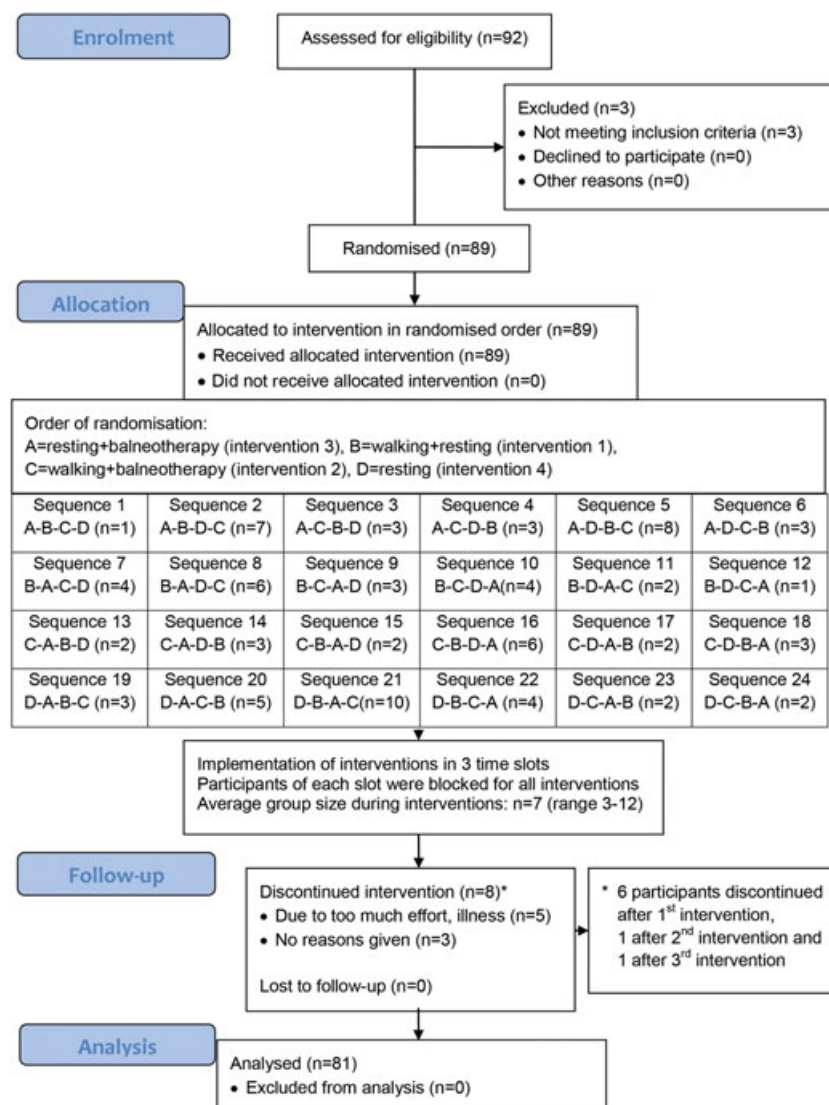 Enrolment
Assessed for eligibility (n=92)
Excluded (n=3)
• Not meeting inclusion criteria (n=3)
• Declined to participate (n=0)
• Other reasons (n=0)
Randomised (n=89)
Allocation
Allocated to intervention in randomised order (n=89)
• Received allocated intervention (n=89)
• Did not receive allocated intervention (n=0)
Order of randomisation:
A=resting+balneotherapy (intervention 3), B=walking+resting (intervention 1),
C=walking+balneotherapy (intervention 2), D=resting (intervention 4)
Sequence 1 Sequence 2 Sequence 3 Sequence 4 Sequence 5 Sequence 6
A-B-C-D (n=1) A-B-D-C (n=7) A-C-B-D (n=3) A-C-D-B (n=3) A-D-B-C (n=8) A-D-C-B (n=3)
Sequence 7 Sequence 8 Sequence 9 Sequence 10 Sequence 11 Sequence 12
B-A-C-D (n=4) B-A-D-C (n=6) B-C-A-D (n=3) B-C-D-A(n=4) B-D-A-C (n=2) B-D-C-A (n=1)
Sequence 13 Sequence 14 Sequence 15 Sequence 16 Sequence 17 Sequence 18
C-A-B-D (n=2) C-A-D-B (n=3) C-B-A-D (n=2) C-B-D-A (n=6) C-D-A-B (n=2) C-D-B-A (n=3)
Sequence 19 Sequence 20 Sequence 21 Sequence 22 Sequence 23 Sequence 24
D-A-B-C (n=3) D-A-C-B (n=5) D-B-A-C(n=10) D-B-C-A (n=4) D-C-A-B (n=2) D-C-B-A (n=2)
Implementation of interventions in 3 time slots
Participants of each slot were blocked for all interventions
Average group size during interventions: n=7 (range 3-12)
Follow-up
Discontinued intervention (n=8)*
• Due to too much effort, illness (n=5)
• No reasons given (n=3)
Lost to follow-up (n=0)
* 6 participants discontinued
after 1st intervention,
1 after 2nd intervention and
1 after 3rd intervention
Analysis
Analysed (n=81)
• Excluded from analysis (n=0)